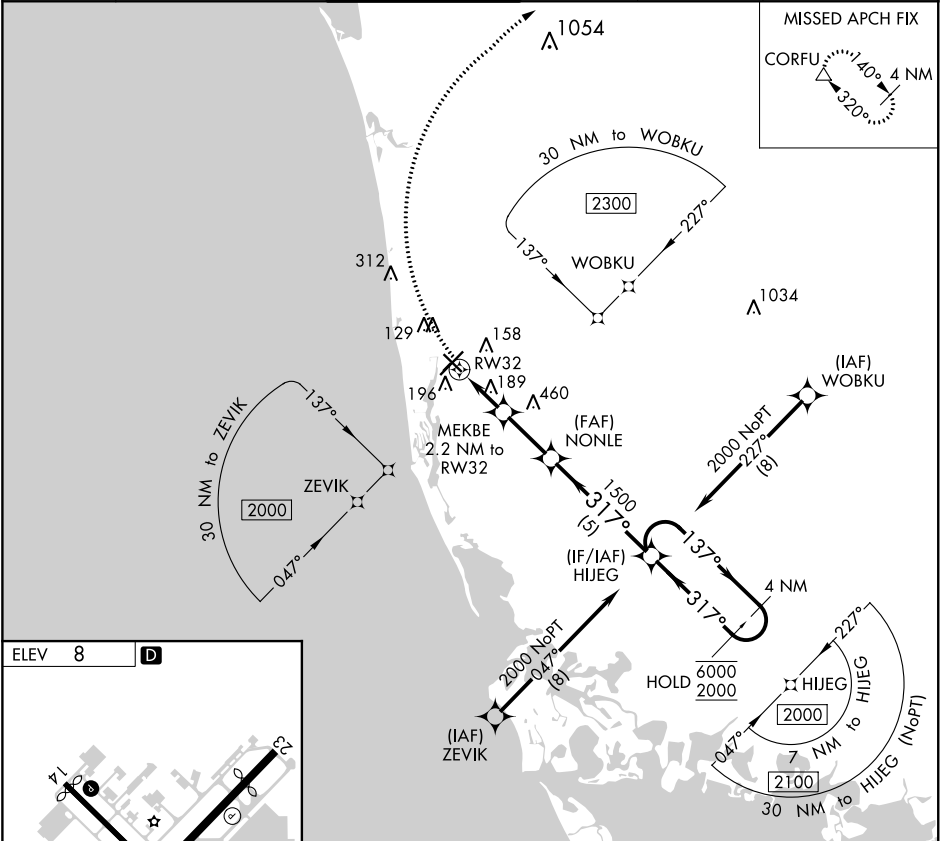 1054
MISSED APCH FIX
CORFU
140°
4 NM
320°
30 NM to WOBKU
2300
137°
227°
WOBKU
312
1034
129
158
RW32
196
189
460
(IAF)
WOBKU
MEKBE
2.2 NM to
RW32
(FAF)
NONLE
2000 NoPT
227°
(8)
30 NM to ZEVIK
137°
ZEVIK
2000
047°
1500
317°
(5)
(IF/IAF)
HIJEG
137°
317°
4 NM
HOLD
6000
2000
2000 NoPT
047°
(8)
(IAF)
ZEVIK
227°
HIJEG
2000
047°
7 NM to HIJEG
2100
30 NM to HIJEG (NoPT)
ELEV 8
D
14
P
23
P